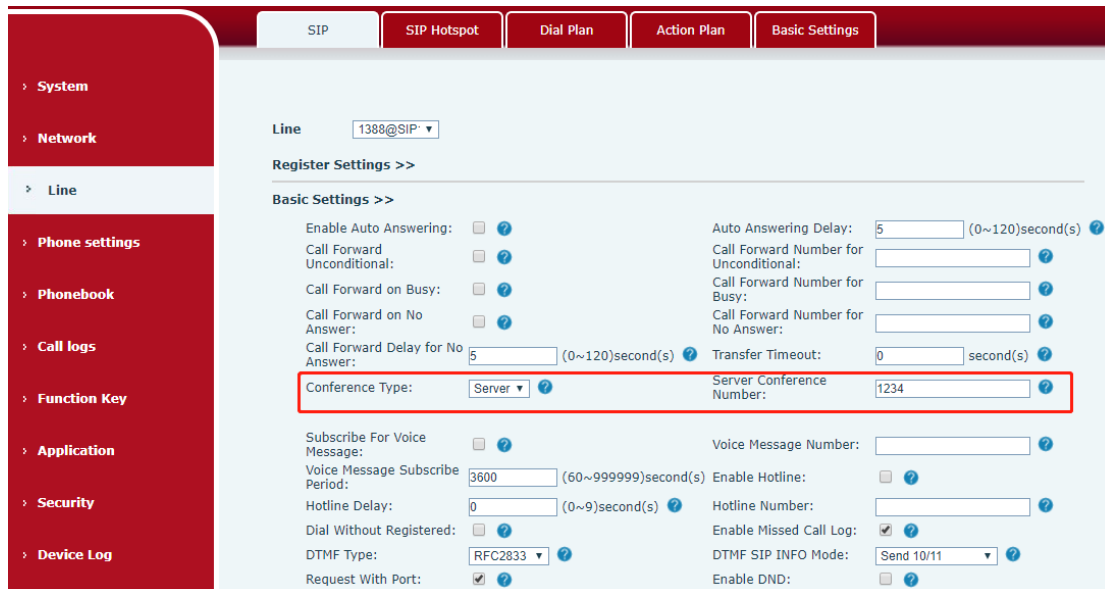 SIP
SIP Hotspot
Dial Plan
Action Plan
Basic Settings
› System
› Network
› Line
› Phone settings
› Phonebook
› Call logs
› Function Key
› Application
› Security
› Device Log
Line 1388@SIP
Register Settings >>
Basic Settings >>
Enable Auto Answering: ? Auto Answering Delay: 5 (0~120)second(s) ?
Call Forward
Unconditional: ? Call Forward Number for
Unconditional: ?
Call Forward on Busy: ? Call Forward Number for
Busy: ?
Call Forward on No
Answer: ? Call Forward Number for
No Answer: ?
Call Forward Delay for No
Answer: 5 (0~120)second(s) ? Transfer Timeout: 0 second(s) ?
Conference Type: Server ? Server Conference
Number: 1234 ?
Subscribe For Voice
Message: ? Voice Message Number: ?
Voice Message Subscribe
Period: 3600 (60~999999)second(s) Enable Hotline: ?
Hotline Delay: 0 (0~9)second(s) ? Hotline Number: ?
Dial Without Registered: ? Enable Missed Call Log: ?
DTMF Type: RFC2833 ? DTMF SIP INFO Mode: Send 10/11 ?
Request With Port: ? Enable DND: ?